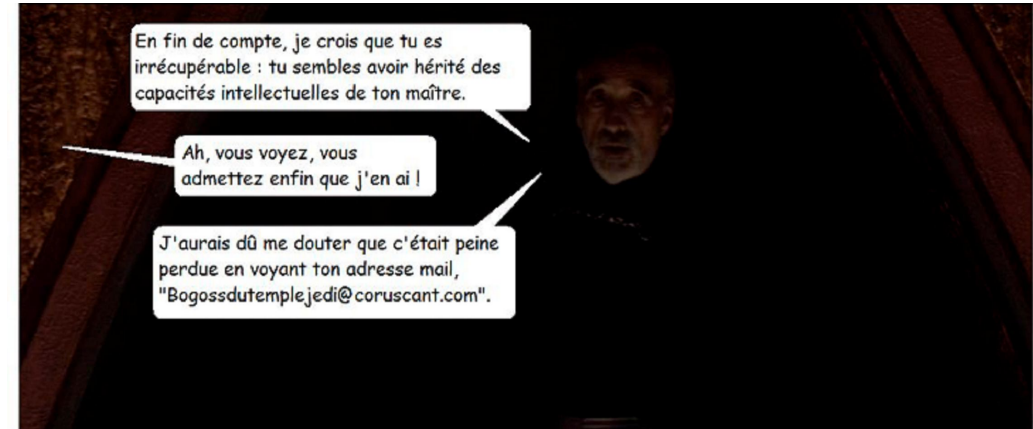 En fin de compte, je crois que tu es
irrécupérable : tu sembles avoir hérité des
capacités intellectuelles de ton maître.
Ah, vous voyez, vous
admettez enfin que j'en ai !
J'aurais dû me douter que c'était peine
perdue en voyant ton adresse mail,
"Bogossdutemplejedi@coruscant.com".